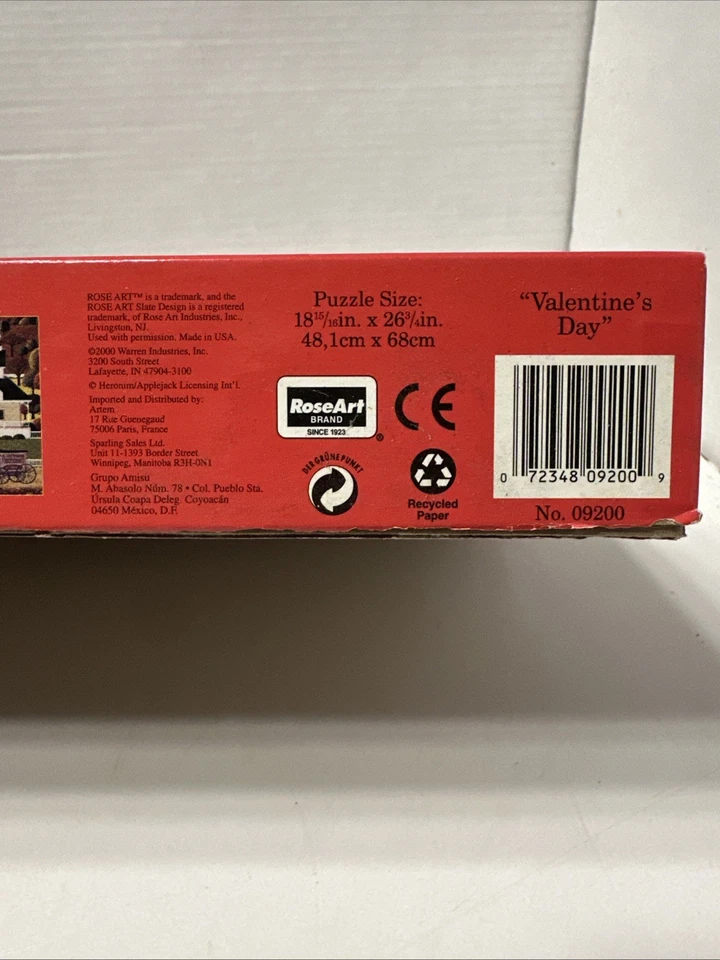 ROSE ART™ is a trademark, and the
ROSE ART Slate Design is a registered
trademark, of Rose Art Industries, Inc.,
Livingston, NJ.
Used with permission. Made in USA.
©2000 Warren Industries, Inc.
3200 South Street
Lafayette, IN 47904-3100
© Heronim/Applejack Licensing Int'l.
Imported and Distributed by:
Artem
17 Rue Guenegaud
75006 Paris, France
Sparling Sales Ltd.
Unit 11-1393 Border Street
Winnipeg, Manitoba R3H-0N1
Grupo Amisu
M. Abasolo Núm. 78 • Col. Pueblo Sta.
Úrsula Coapa Deleg. Coyoacán
04650 México, D.F.
Puzzle Size:
18 15/16in. x 26 3/4in.
48,1cm x 68cm
RoseArt
BRAND
SINCE 1923
®
CE
DER GRÜNE PUNKT
Recycled
Paper
"Valentine's
Day"
0 72348 09200 9
No. 09200